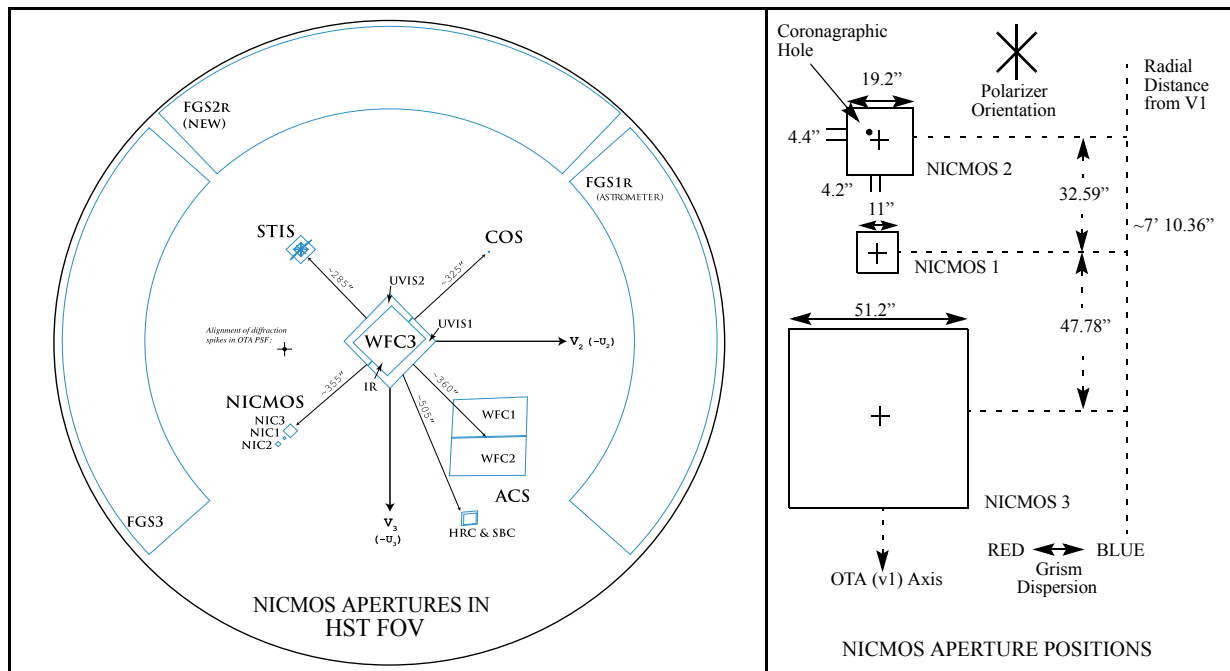 FGS2R
(NEW)
FGS1R
(ASTROMETER)
STIS
COS
~285"
~325"
UVIS2
UVIS1
WFC3
Alignment of diffraction
spikes in OTA PSF:
V2 (-U2)
IR
~355"
~360"
~505"
NICMOS
NIC3
NIC1
NIC2
WFC1
WFC2
ACS
V3
(-U3)
HRC & SBC
FGS3
NICMOS APERTURES IN
HST FOV
Coronagraphic
Hole
19.2”
Polarizer
Orientation
Radial
Distance
from V1
4.4”
NICMOS 2
4.2”
32.59”
11”
~7’ 10.36”
NICMOS 1
51.2”
47.78”
NICMOS 3
RED
BLUE
Grism
Dispersion
OTA (v1) Axis
NICMOS APERTURE POSITIONS